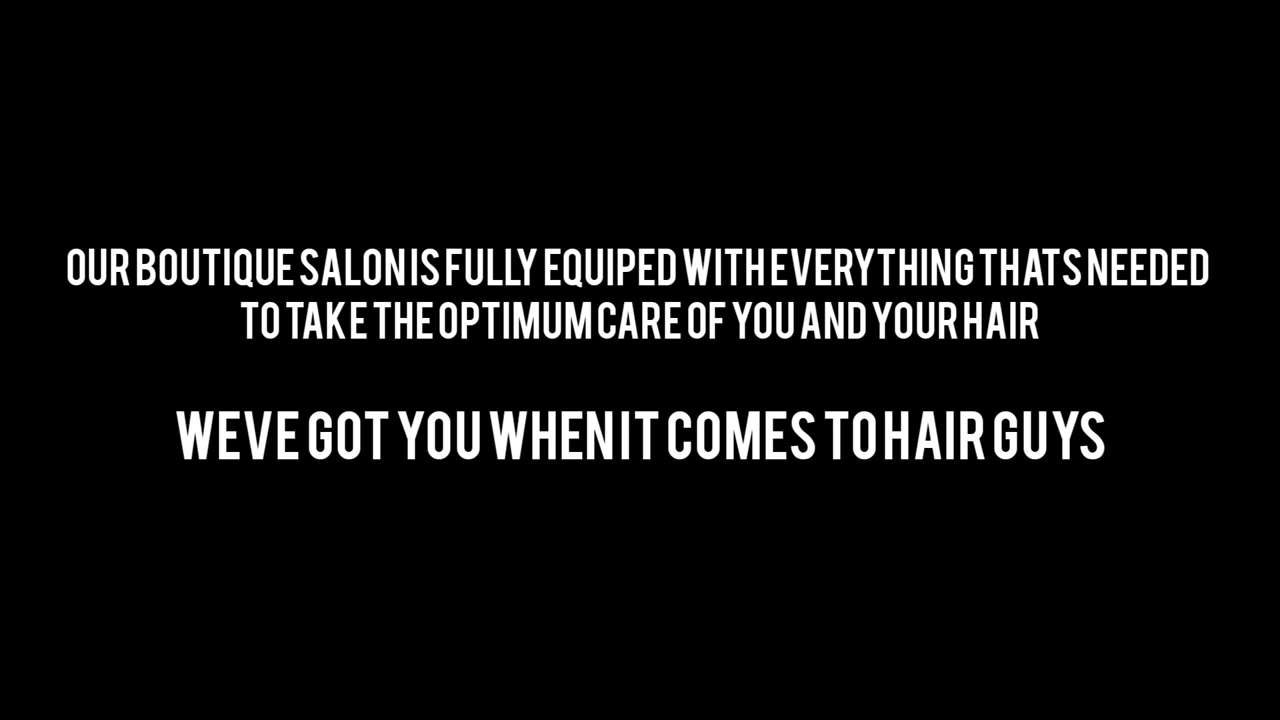 OUR BOUTIQUE SALON IS FULLY EQUIPED WITH EVERYTHING THATS NEEDED
TO TAKE THE OPTIMUM CARE OF YOU AND YOUR HAIR
WEVE GOT YOU WHEN IT COMES TO HAIR GUYS